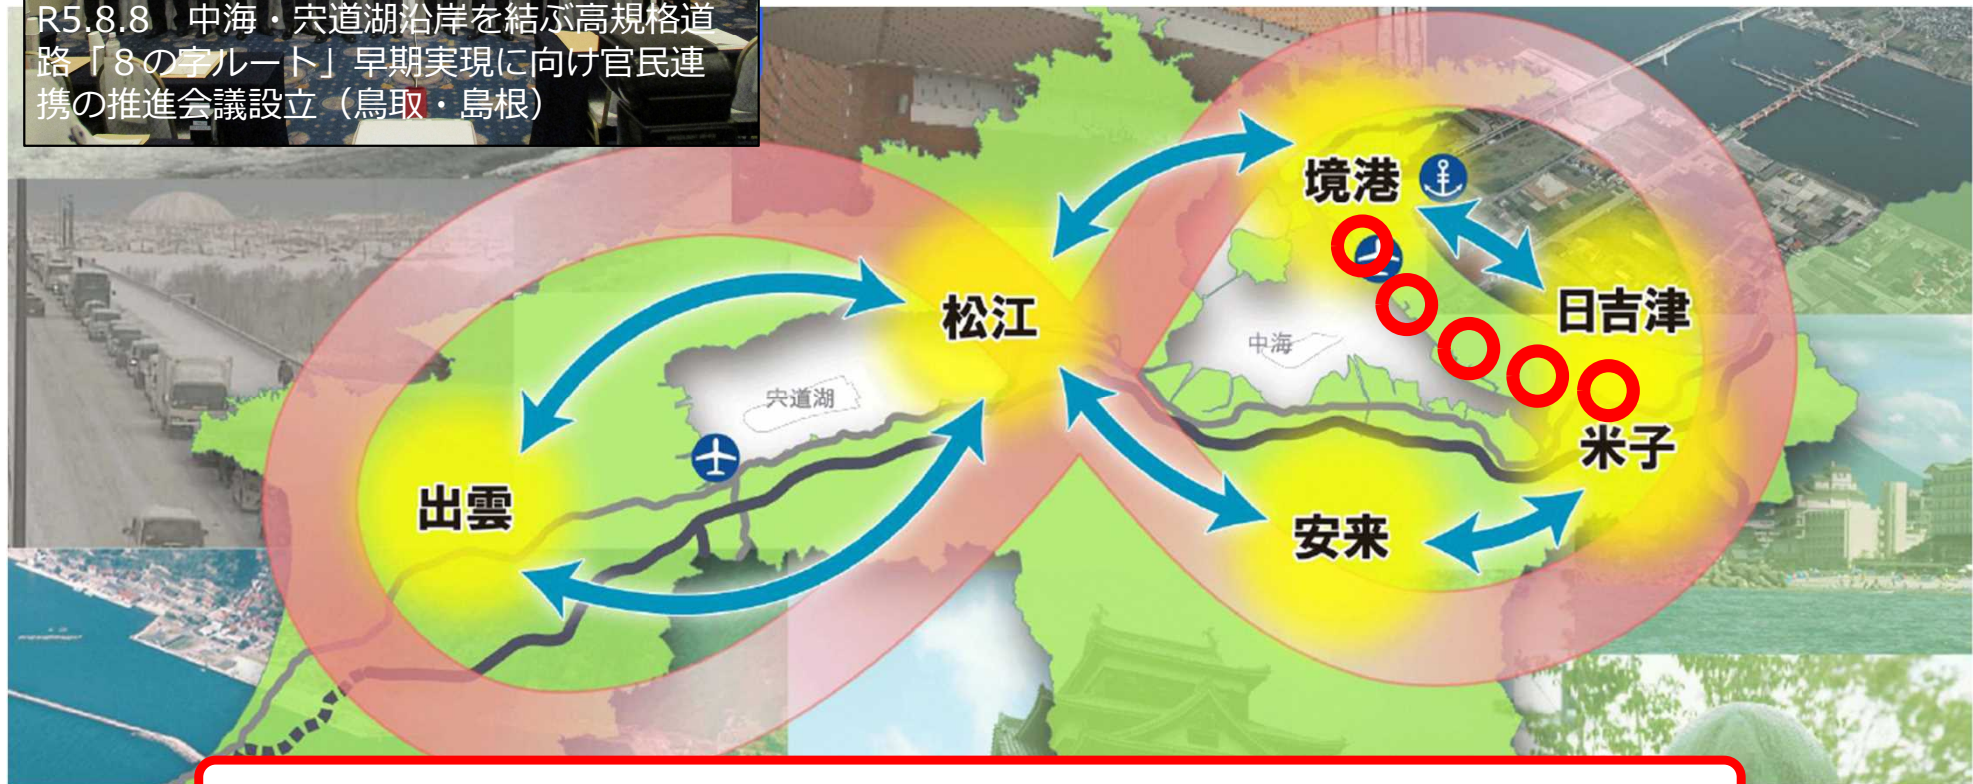 R5.8.8 中海・宍道湖沿岸を結ぶ高規格道
路「８の字ルート」早期実現に向け官民連
携の推進会議設立（鳥取・島根）
境港
日吉津
松江
中海
宍道湖
米子
出雲
安来